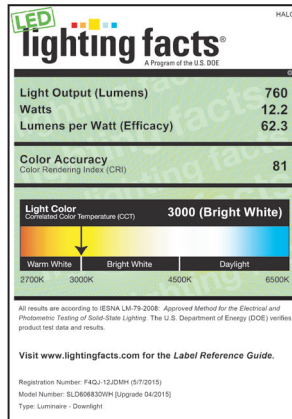 HALO
LED
lighting facts®
A Program of the U.S. DOE
Light Output (Lumens) 760
Watts 12.2
Lumens per Watt (Efficacy) 62.3
Color Accuracy
Color Rendering Index (CRI) 81
Light Color
Correlated Color Temperature (CCT) 3000 (Bright White)
Warm White Bright White Daylight
2700K 3000K 4500K 6500K
All results are according to IESNA LM-79-2008: Approved Method for the Electrical and
Photometric Testing of Solid-State Lighting. The U.S. Department of Energy (DOE) verifies
product test data and results.
Visit www.lightingfacts.com for the Label Reference Guide.
Registration Number: F4QJ-12JDMH (5/7/2015)
Model Number: SLD606830WH [Upgrade 04/2015]
Type: Luminaire - Downlight